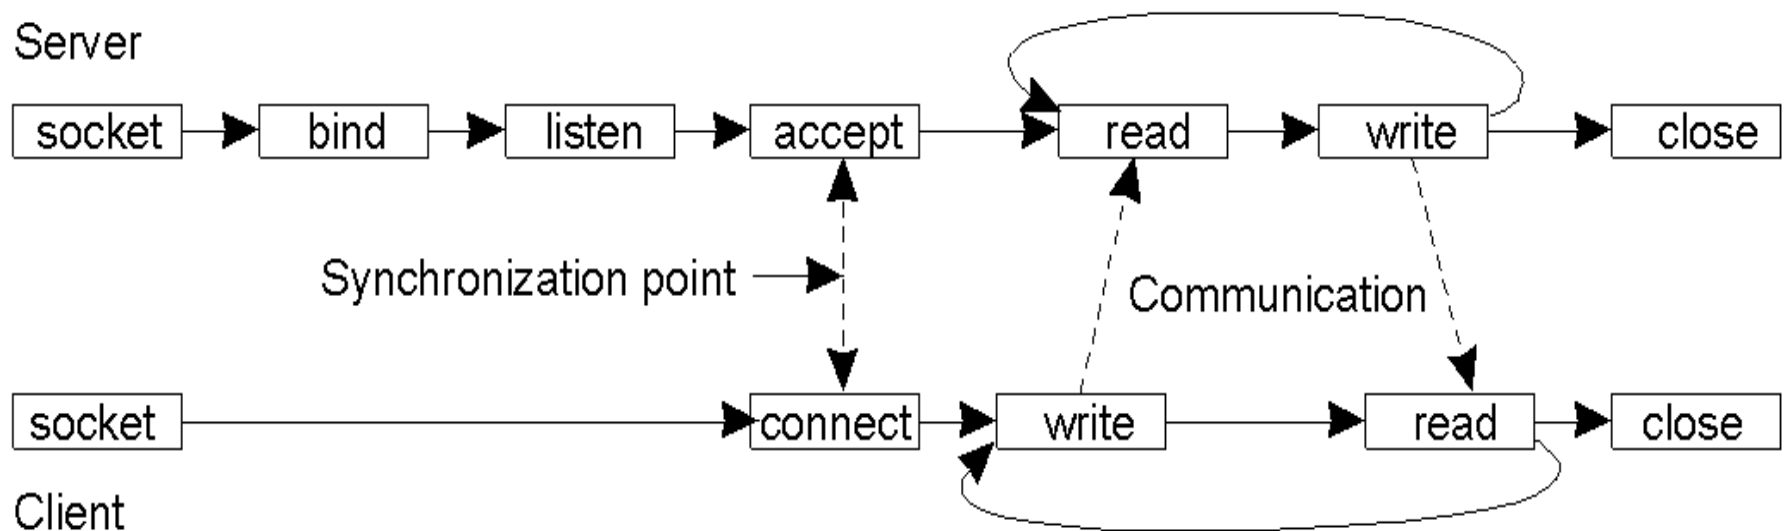 Server
socket bind listen accept read write close
Synchronization point
Communication
socket connect write read close
Client